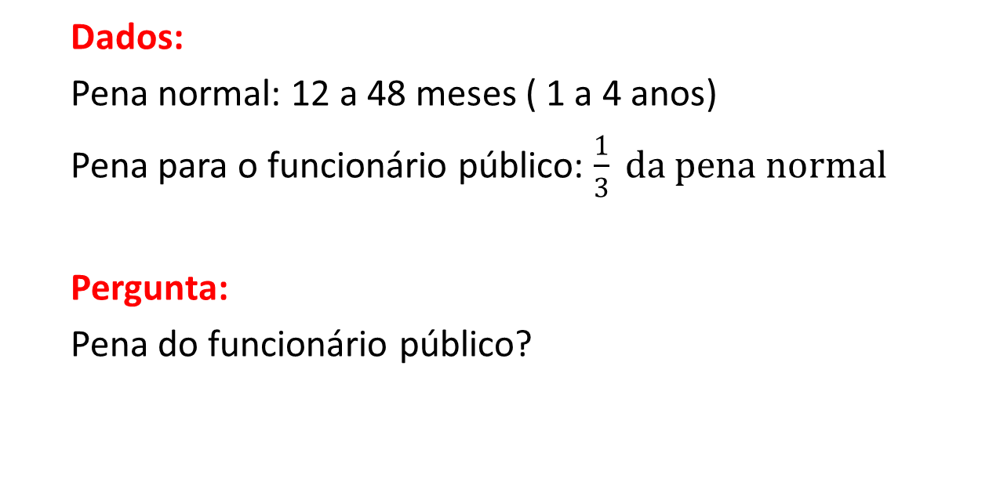 Dados:
Pena normal: 12 a 48 meses ( 1 a 4 anos)
Pena para o funcionário público: 1/3 da pena normal
Pergunta:
Pena do funcionário público?